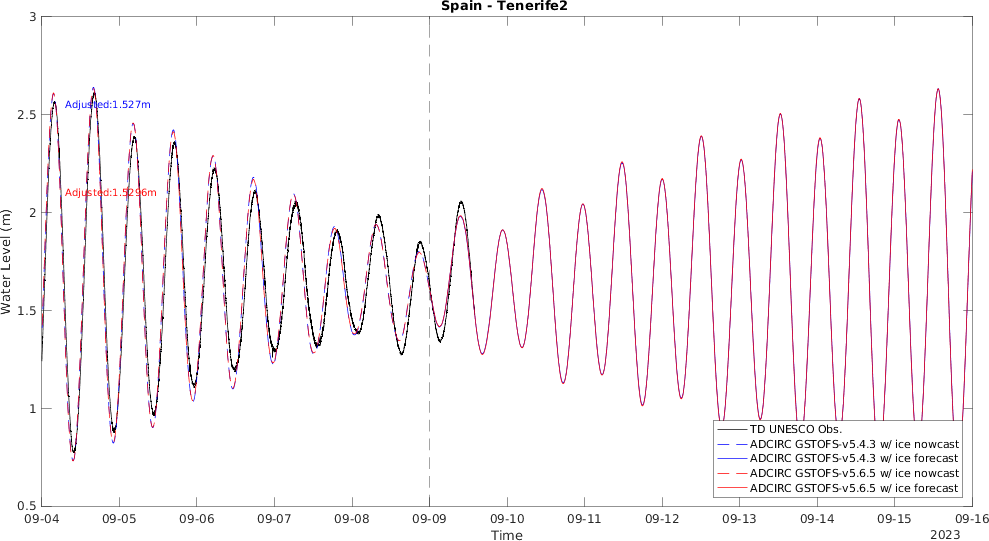 Spain - Tenerife2
3
2.5
2
1.5
1
0.5
Water Level (m)
Adjusted:1.527m
Adjusted:1.5296m
TD UNESCO Obs.
ADCIRC GSTOFS-v5.4.3 w/ ice nowcast
ADCIRC GSTOFS-v5.4.3 w/ ice forecast
ADCIRC GSTOFS-v5.6.5 w/ ice nowcast
ADCIRC GSTOFS-v5.6.5 w/ ice forecast
09-04 09-05 09-06 09-07 09-08 09-09 09-10 09-11 09-12 09-13 09-14 09-15 09-16
Time
2023